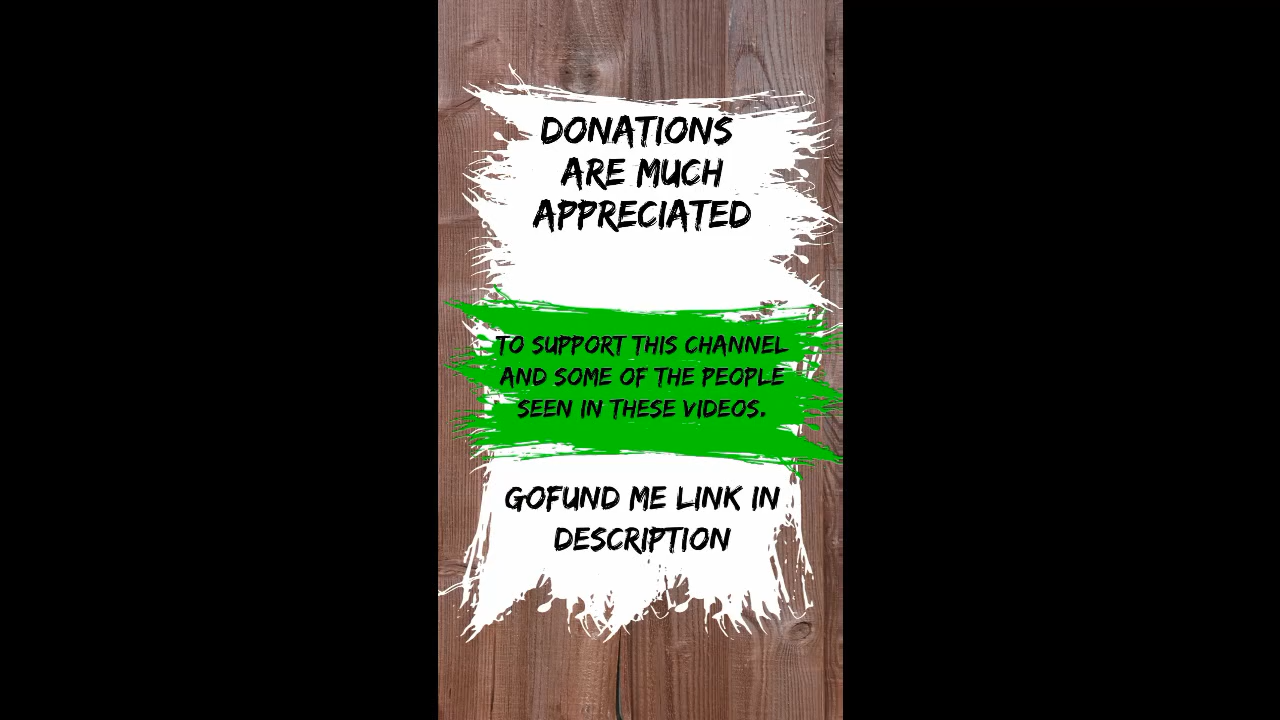 DONATIONS
ARE MUCH
APPRECIATED
TO SUPPORT THIS CHANNEL
AND SOME OF THE PEOPLE
SEEN IN THESE VIDEOS.
GOFUND ME LINK IN
DESCRIPTION